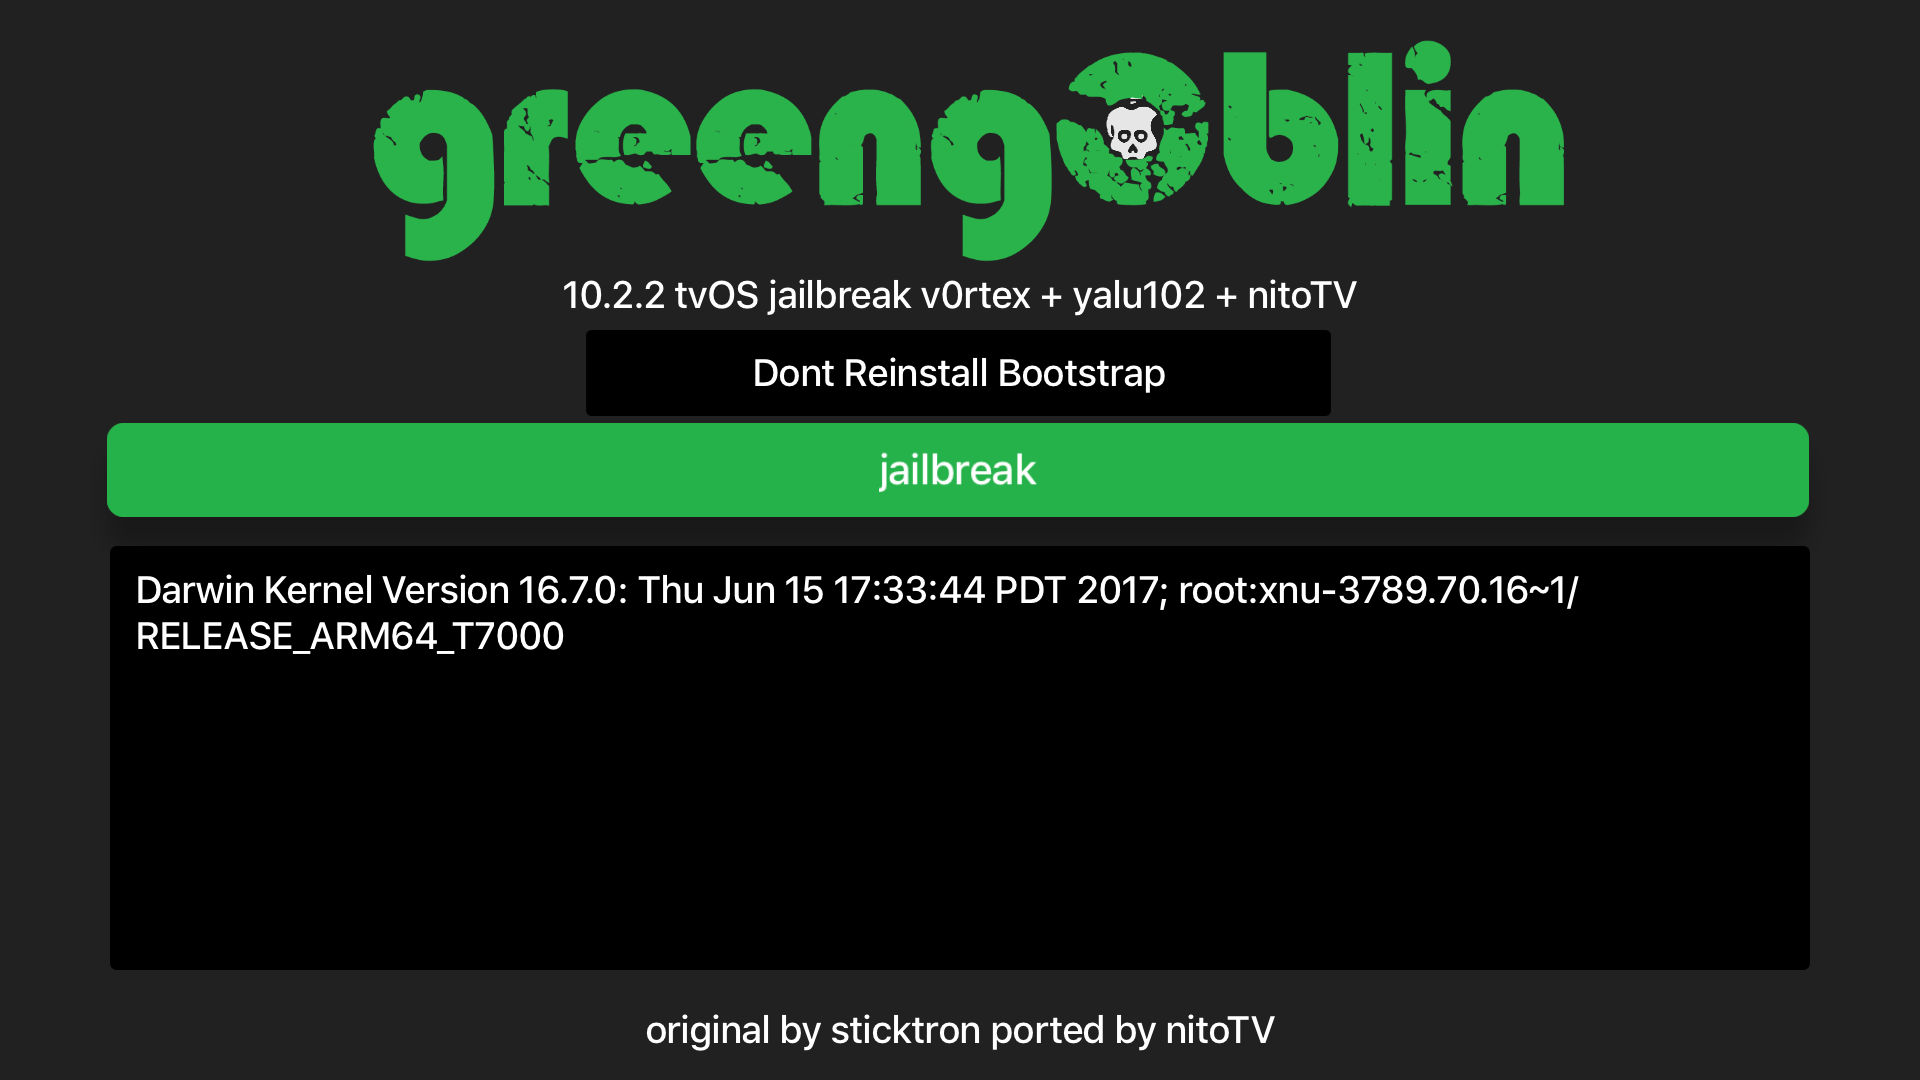 greengoblin
10.2.2 tvOS jailbreak v0rtex + yalu102 + nitoTV
Dont Reinstall Bootstrap
jailbreak
Darwin Kernel Version 16.7.0: Thu Jun 15 17:33:44 PDT 2017; root:xnu-3789.70.16~1/
RELEASE_ARM64_T7000
original by sticktron ported by nitoTV